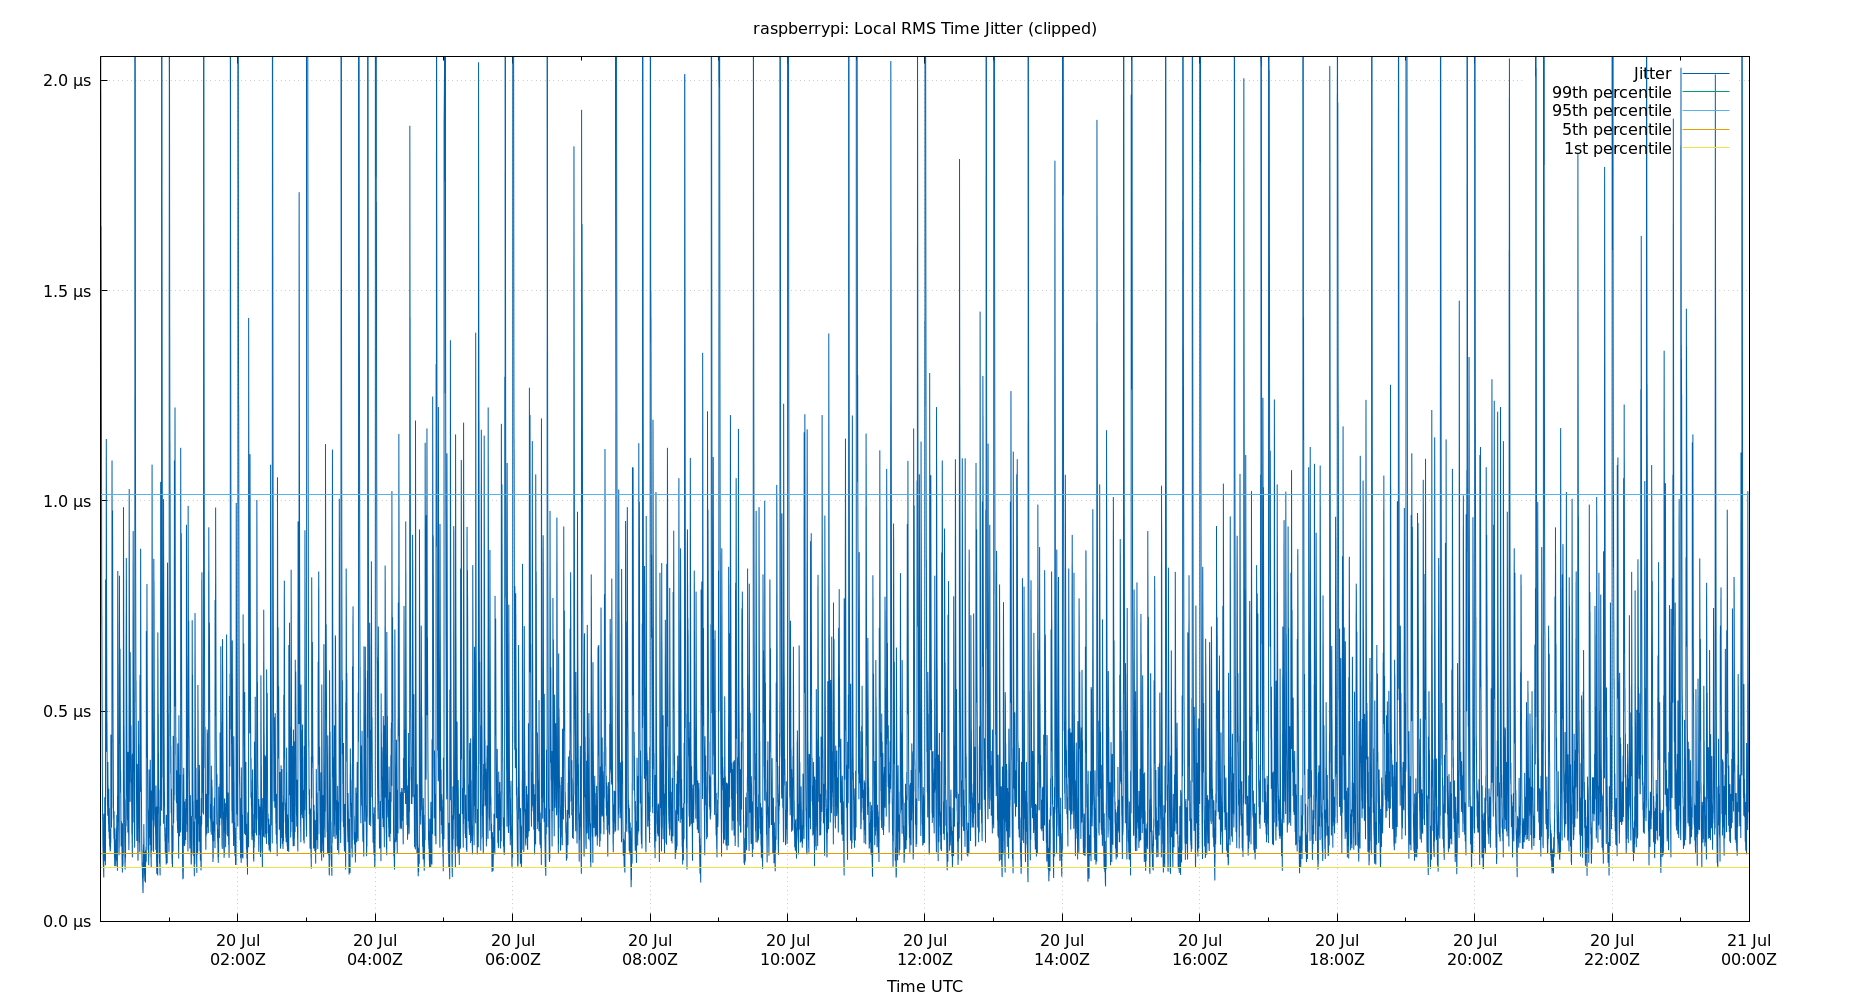 raspberrypi: Local RMS Time Jitter (clipped)
2.0 µs
1.5 µs
1.0 µs
0.5 µs
0.0 µs
Jitter
99th percentile
95th percentile
5th percentile
1st percentile
20 Jul 20 Jul 20 Jul 20 Jul 20 Jul 20 Jul 20 Jul 20 Jul 20 Jul 20 Jul 20 Jul 21 Jul
02:00Z 04:00Z 06:00Z 08:00Z 10:00Z 12:00Z 14:00Z 16:00Z 18:00Z 20:00Z 22:00Z 00:00Z
Time UTC